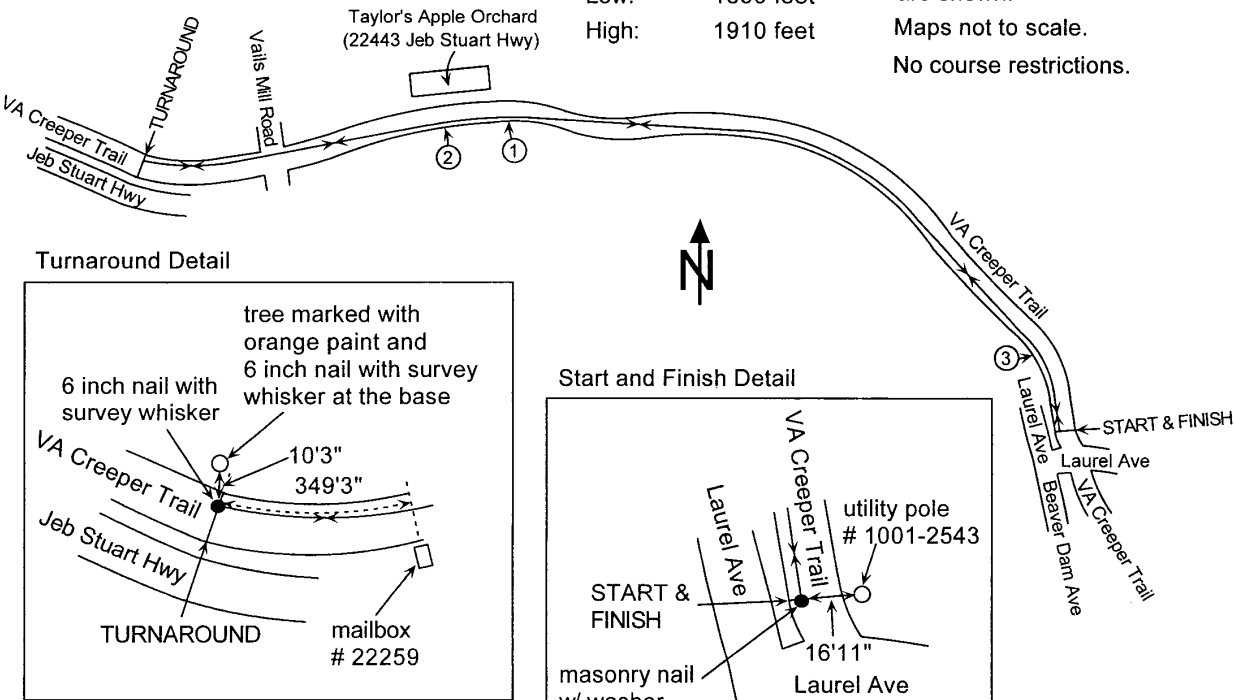 Taylor's Apple Orchard
(22443 Jeb Stuart Hwy)
High: 1910 feet
Maps not to scale.
No course restrictions.
TURNAROUND
Vails Mill Road
VA Creeper Trail
Jeb Stuart Hwy
2
1
N
VA Creeper Trail
3
Laurel Ave
START & FINISH
Laurel Ave
Beaver Dam Ave
VA Creeper Trail
Turnaround Detail
tree marked with
orange paint and
6 inch nail with survey
whisker at the base
6 inch nail with
survey whisker
10'3"
349'3"
VA Creeper Trail
Jeb Stuart Hwy
TURNAROUND
mailbox
# 22259
Start and Finish Detail
VA Creeper Trail
Laurel Ave
utility pole
# 1001-2543
START &
FINISH
16'11"
masonry nail
w/ washer
Laurel Ave